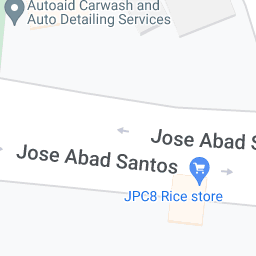 Autoaid Carwash and
Auto Detailing Services
Jose Abad S
Jose Abad Santos
JPC8 Rice store